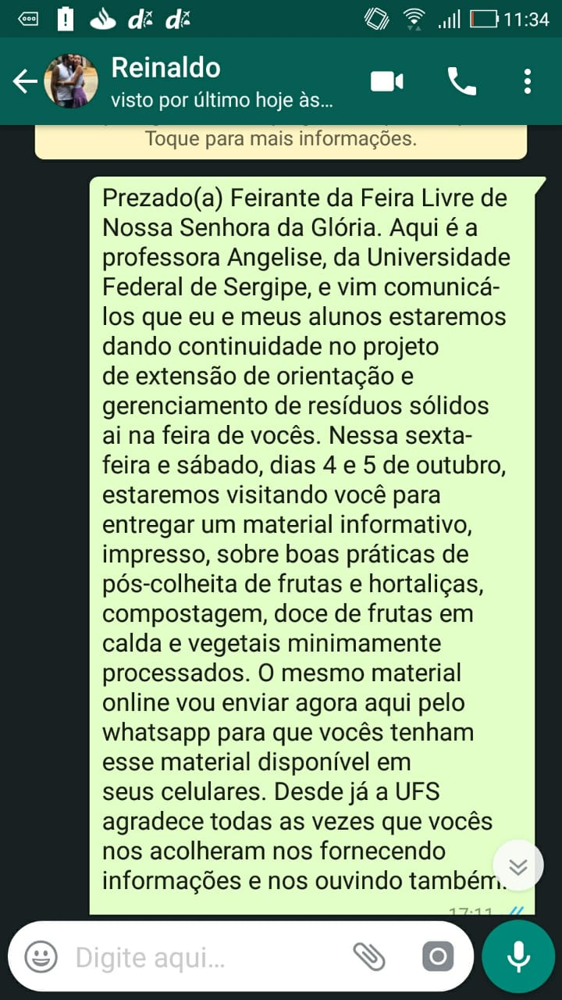 11:34
Reinaldo
visto por último hoje às...
Toque para mais informações.
Prezado(a) Feirante da Feira Livre de
Nossa Senhora da Glória. Aqui é a
professora Angelise, da Universidade
Federal de Sergipe, e vim comunicá-
los que eu e meus alunos estaremos
dando continuidade no projeto
de extensão de orientação e
gerenciamento de resíduos sólidos
ai na feira de vocês. Nessa sexta-
feira e sábado, dias 4 e 5 de outubro,
estaremos visitando você para
entregar um material informativo,
impresso, sobre boas práticas de
pós-colheita de frutas e hortaliças,
compostagem, doce de frutas em
calda e vegetais minimamente
processados. O mesmo material
online vou enviar agora aqui pelo
whatsapp para que vocês tenham
esse material disponível em
seus celulares. Desde já a UFS
agradece todas as vezes que vocês
nos acolheram nos fornecendo
informações e nos ouvindo também.
17:11
Digite aqui...